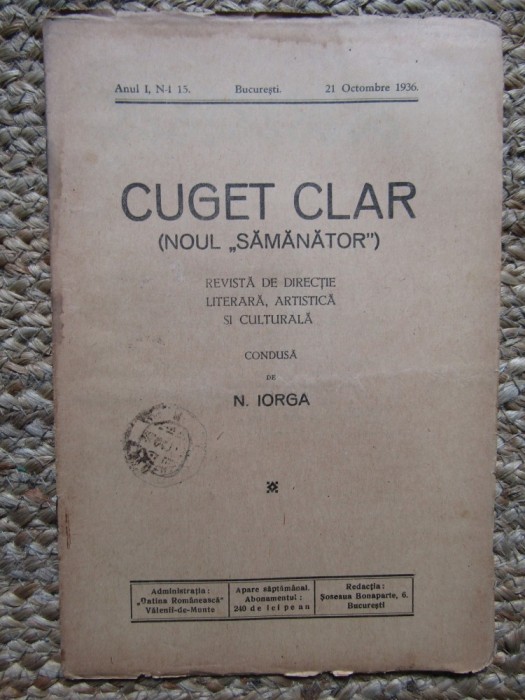 Anul I, N-l 15. București. 21 Octombre 1936.
CUGET CLAR
(NOUL „SĂMĂNĂTOR”)
REVISTĂ DE DIRECȚIE
LITERARĂ, ARTISTICĂ
SI CULTURALĂ
CONDUSĂ
DE
N. IORGA
Administrația:
„Datina Românească”
Vălenii-de-Munte
Apare săptămânal.
Abonamentul:
240 de lei pe an
Redacția:
Șoseaua Bonaparte, 6.
București